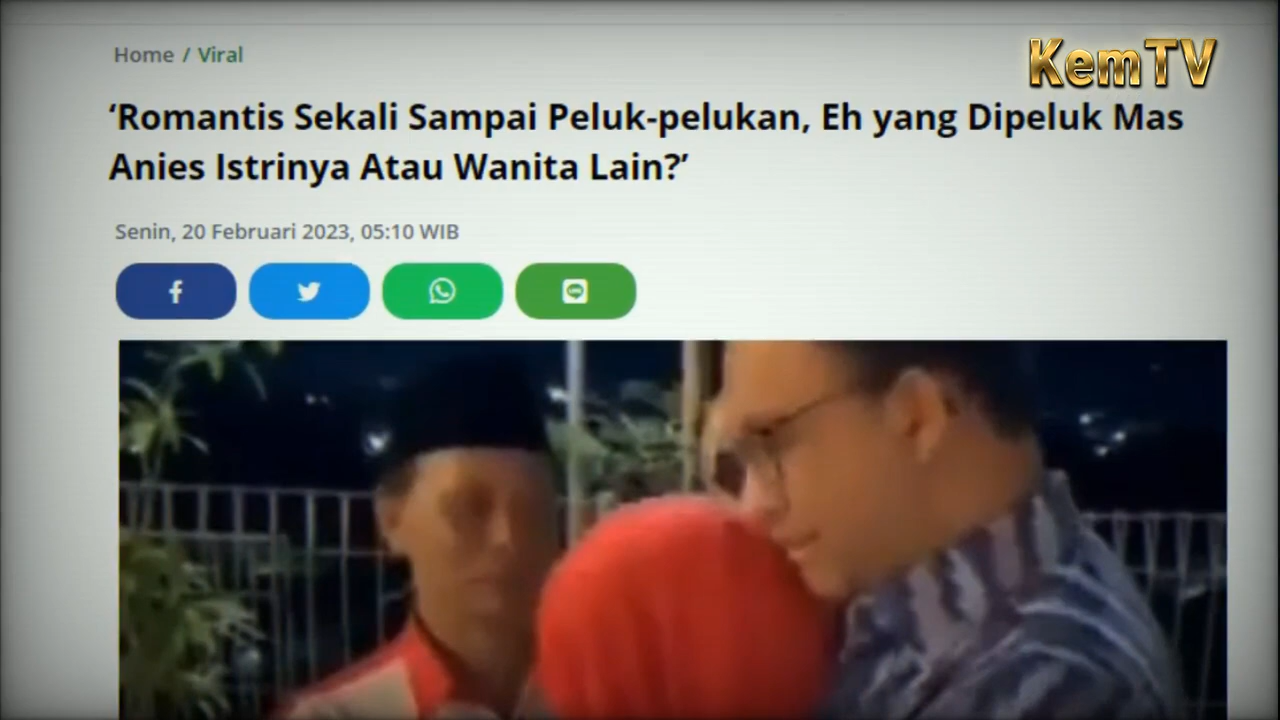 Home / Viral
KemTV
‘Romantis Sekali Sampai Peluk-pelukan, Eh yang Dipeluk Mas
Anies Istrinya Atau Wanita Lain?’
Senin, 20 Februari 2023, 05:10 WIB
LINE